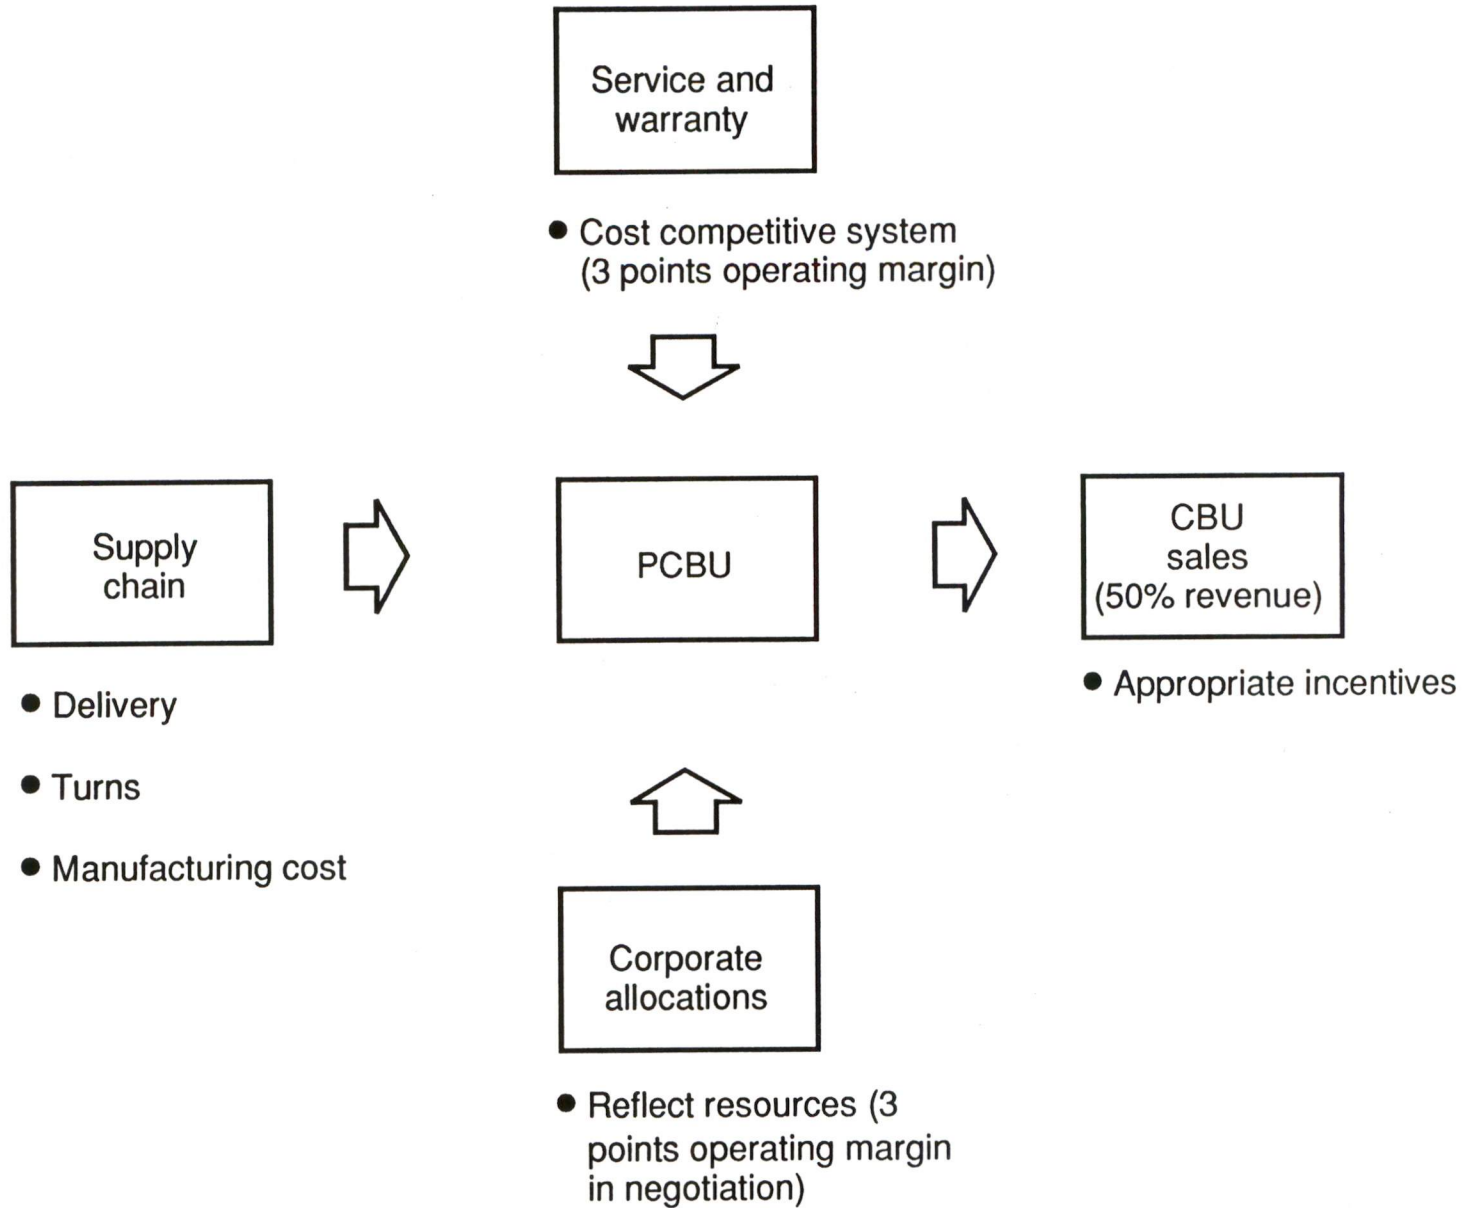 Service and
warranty
● Cost competitive system
(3 points operating margin)
Supply
chain
● Delivery
● Turns
● Manufacturing cost
PCBU
CBU
sales
(50% revenue)
● Appropriate incentives
Corporate
allocations
● Reflect resources (3
points operating margin
in negotiation)